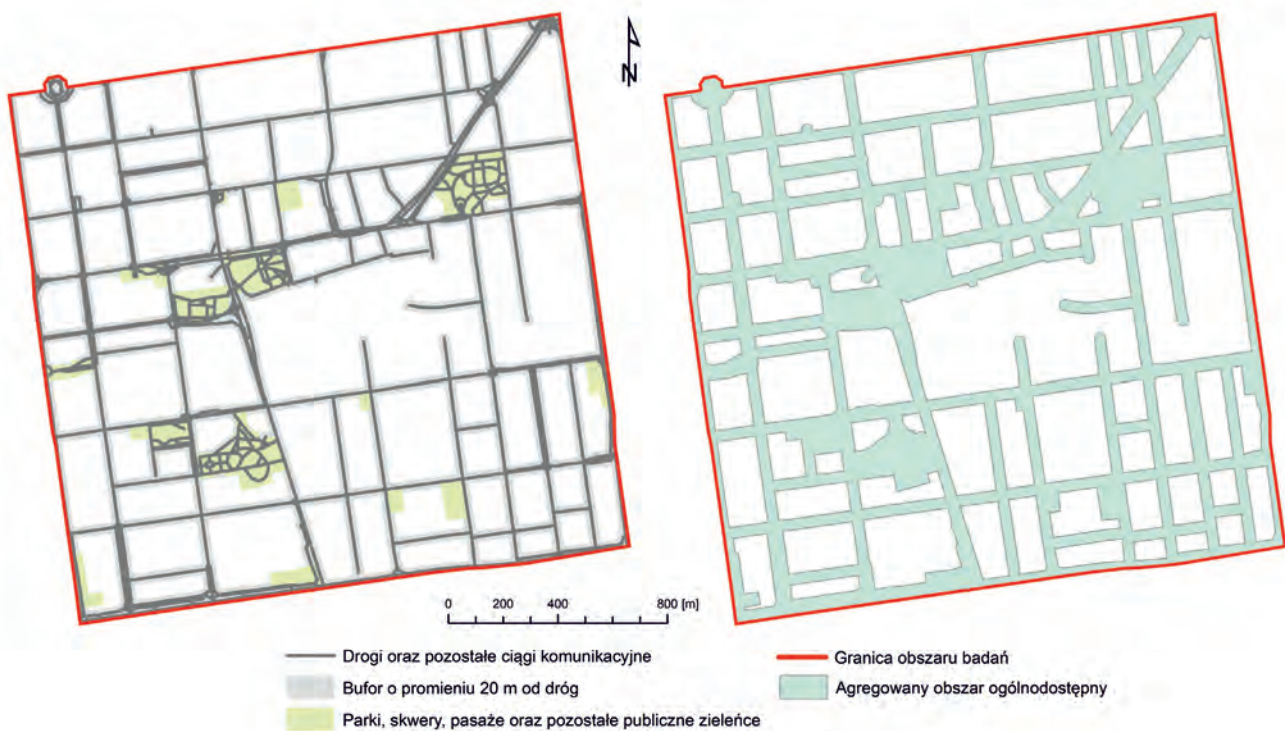 N
0 200 400 800 [m]
Drogi oraz pozostałe ciągi komunikacyjne
Bufor o promieniu 20 m od dróg
Parki, skwery, pasaże oraz pozostałe publiczne zieleńce
Granica obszaru badań
Agregowany obszar ogólnodostępny